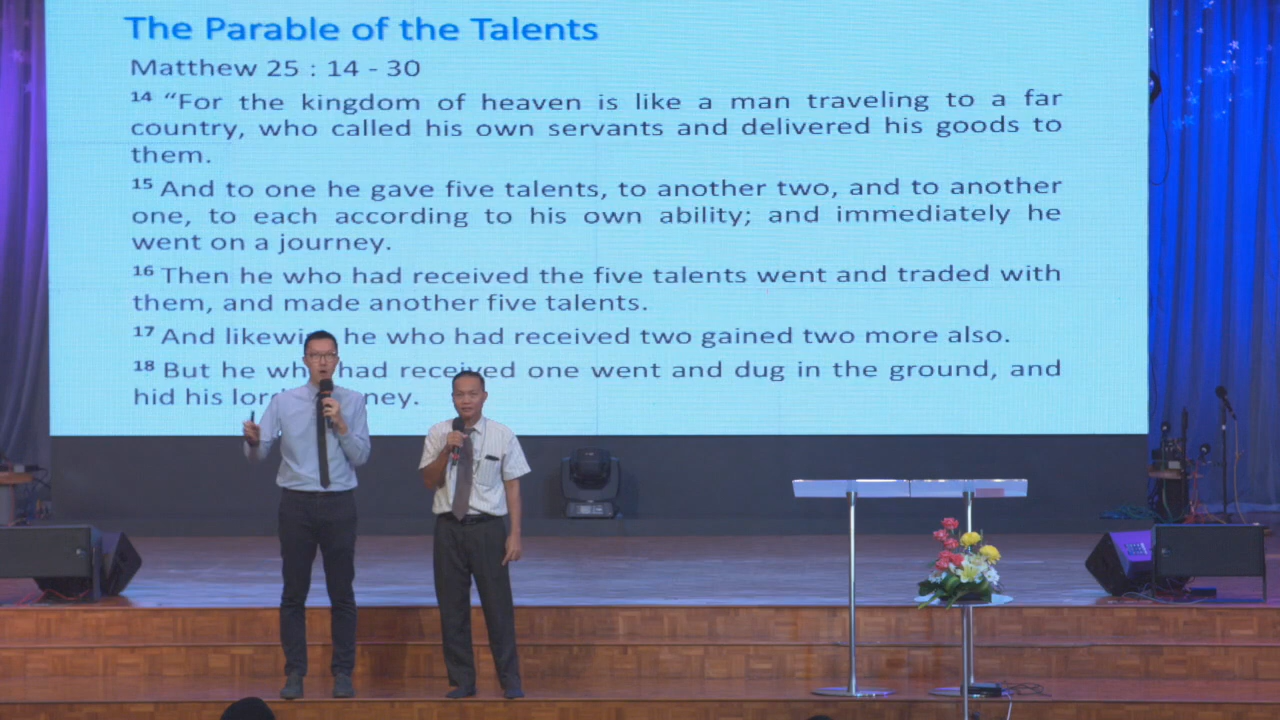 The Parable of the Talents
Matthew 25 : 14 - 30
14 “For the kingdom of heaven is like a man traveling to a far
country, who called his own servants and delivered his goods to
them.
15 And to one he gave five talents, to another two, and to another
one, to each according to his own ability; and immediately he
went on a journey.
16 Then he who had received the five talents went and traded with
them, and made another five talents.
17 And likewi he who had received two gained two more also.
18 But he who had received one went and dug in the ground, and
hid his lor ney.